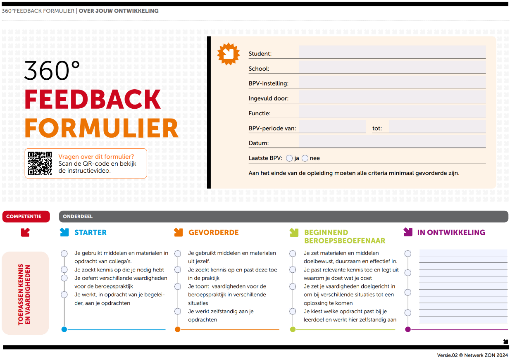 360°FEEDBACK FORMULIER | OVER JOUW ONTWIKKELING
360°
FEEDBACK
FORMULIER
Vragen over dit formulier?
Scan de QR-code en bekijk
de instructievideo.
Student:
School:
BPV-instelling:
Ingevuld door:
Functie:
BPV-periode van: tot:
Datum:
Laatste BPV: ja nee
Aan het einde van de opleiding moeten alle criteria minimaal gevorderde zijn.
COMPETENTIE ONDERDEEL
TOEPASSEN KENNIS
EN VAARDIGHEDEN
STARTER
Je gebruikt middelen en materialen in
opdracht van collega's
Je zoekt kennis op die je nodig hebt
Je oefent verschillende vaardigheden
voor de beroepspraktijk
Je werkt in opdracht van je begelei-
der aan je opdrachten
GEVORDERDE
Je gebruikt middelen en materialen
uit jezelf
Je zoekt kennis op en past deze toe
in de praktijk
Je toont vaardigheden voor de
beroepspraktijk in verschillende
situaties
Je werkt zelfstandig aan je
opdrachten
BEGINNEND
BEROEPSBEOEFENAAR
Je zet materialen en middelen
doelbewust, duurzaam en effectief in
Je past relevante kennis toe en legt uit
waarom je doet wat je doet
Je zet je vaardigheden doelgericht in
om bij verschillende situaties tot een
oplossing te komen
Je kiest welke opdracht past bij je
leerdoel en werkt hier zelfstandig aan
IN ONTWIKKELING
Versie.02 © Netwerk ZON 2024